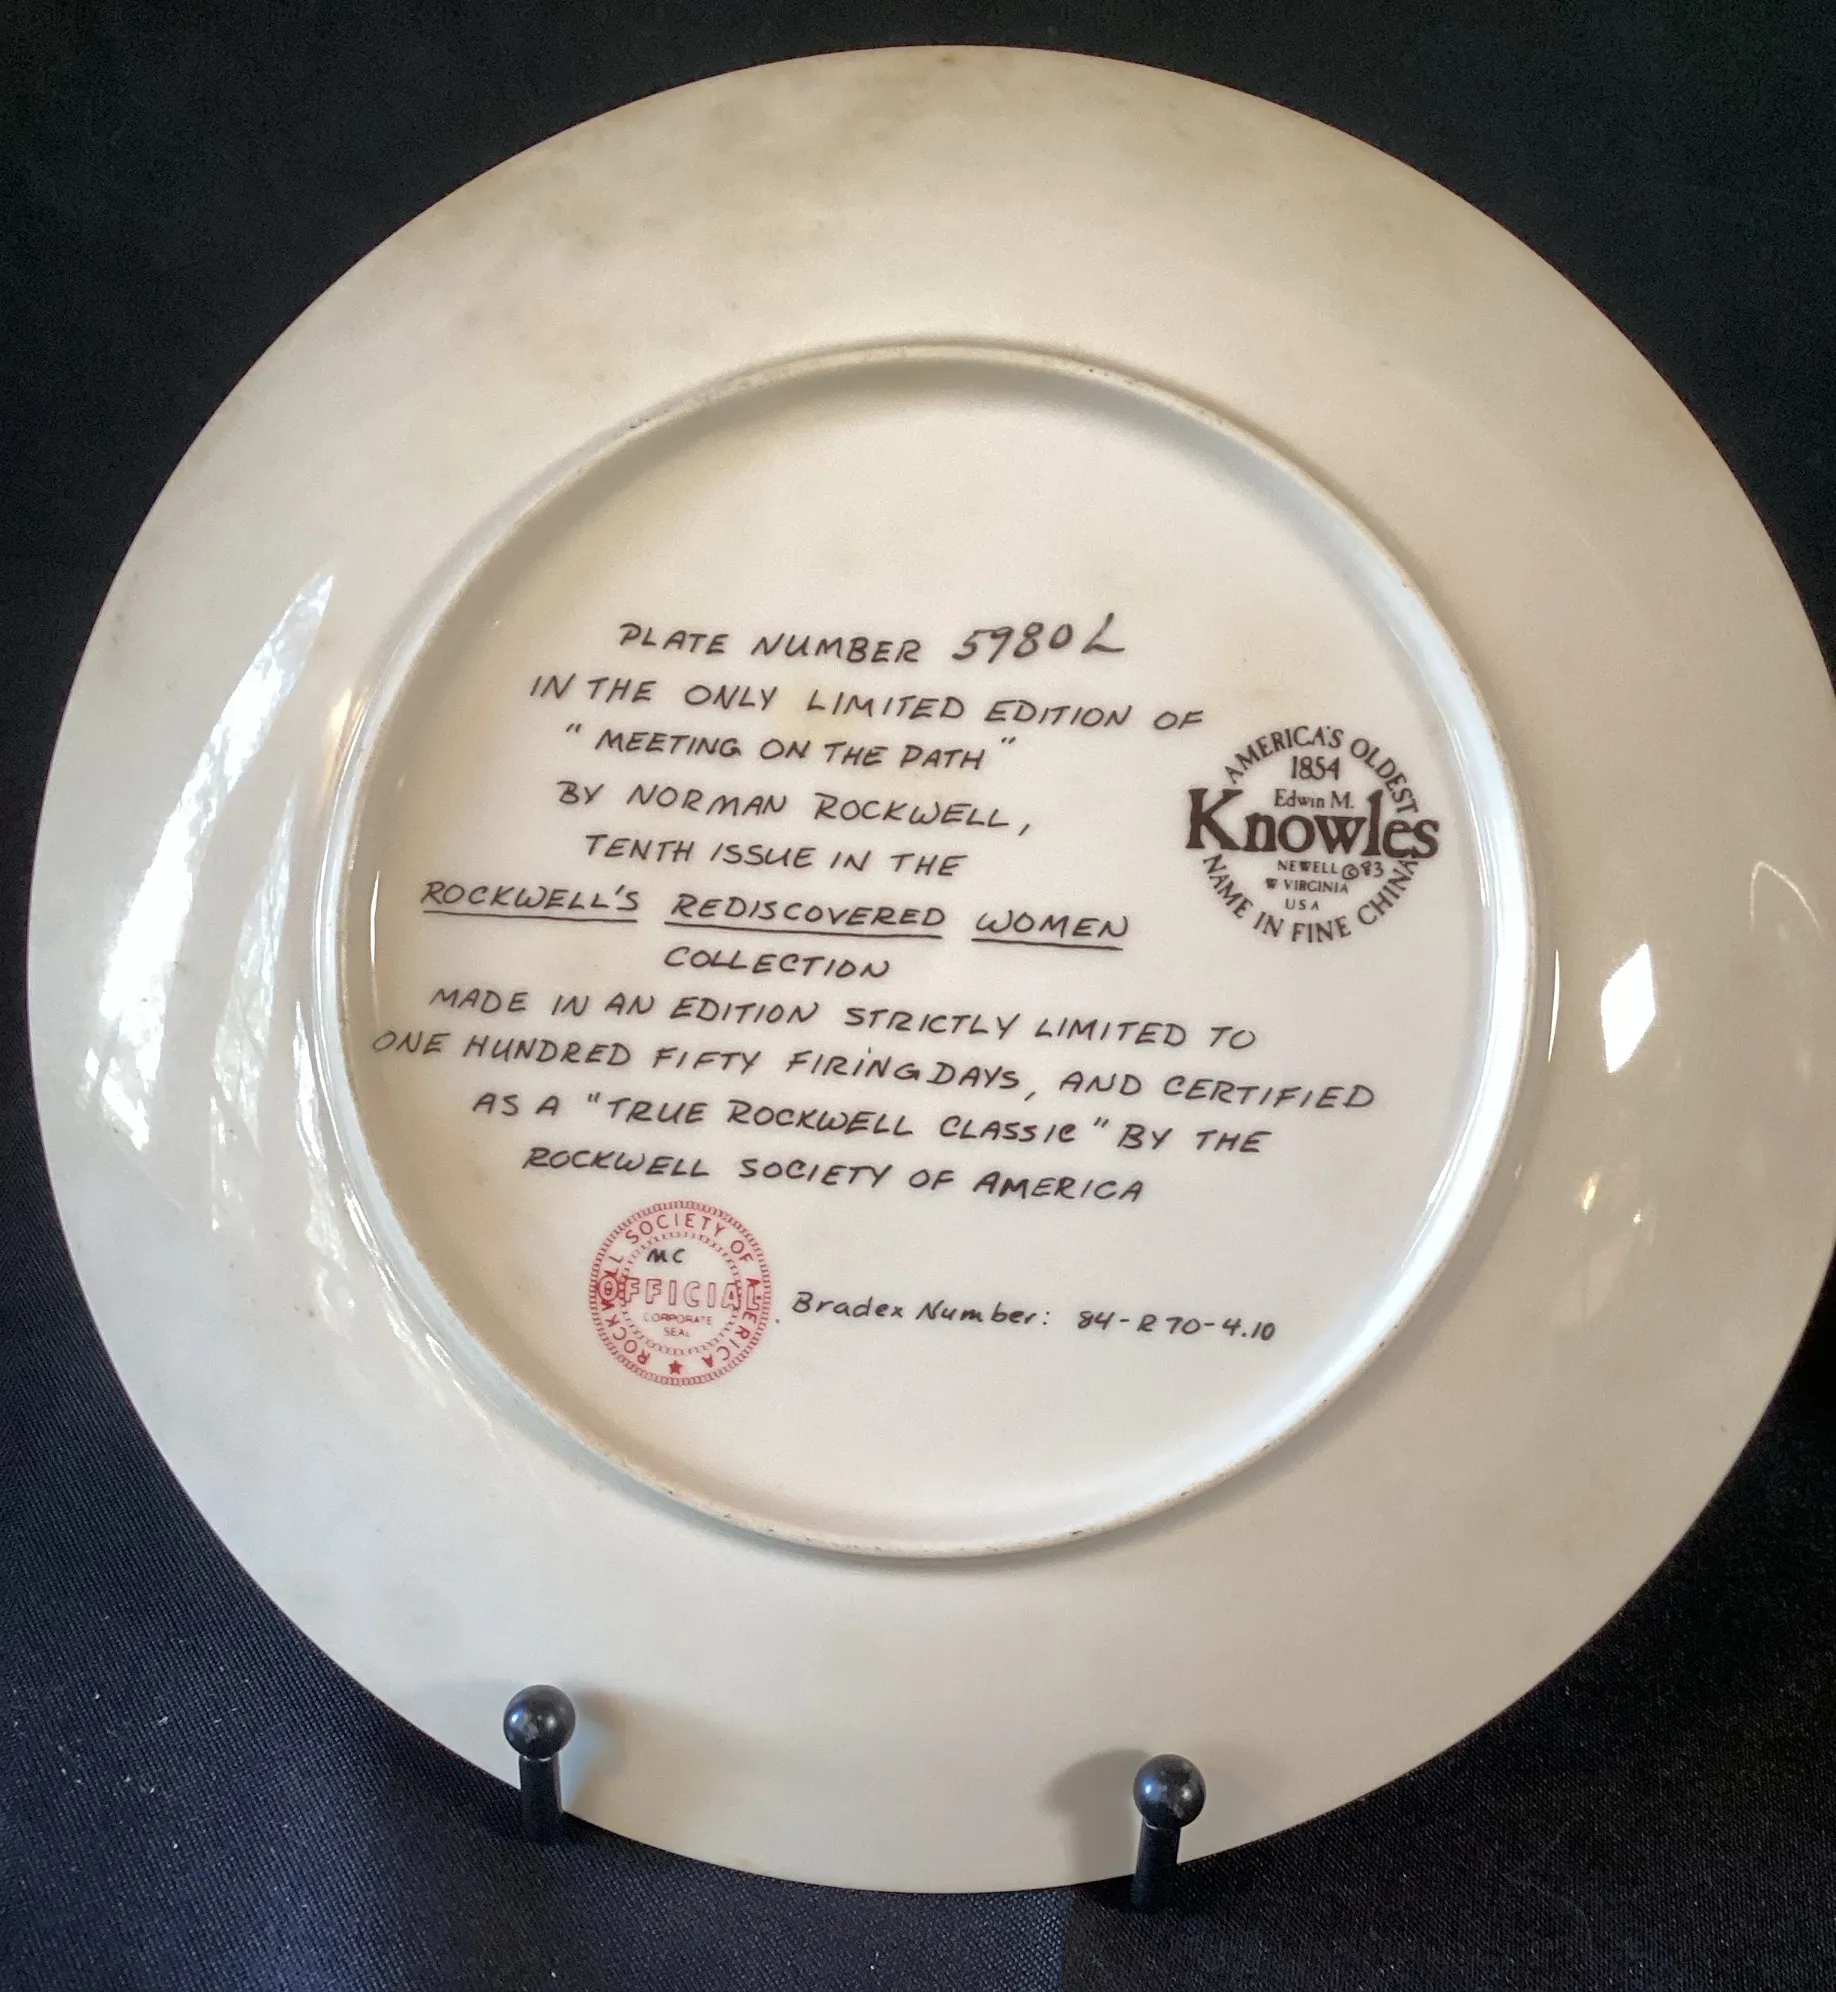 PLATE NUMBER 5980L
IN THE ONLY LIMITED EDITION OF
"MEETING ON THE PATH"
BY NORMAN ROCKWELL,
TENTH ISSUE IN THE
ROCKWELL'S REDISCOVERED WOMEN
COLLECTION
MADE IN AN EDITION STRICTLY LIMITED TO
ONE HUNDRED FIFTY FIRING DAYS, AND CERTIFIED
AS A "TRUE ROCKWELL CLASSIC" BY THE
ROCKWELL SOCIETY OF AMERICA
AMERICA'S OLDEST
1854
Edwin M.
Knowles
NEWELL ©83
W VIRGINIA
USA
NAME IN FINE CHINA
ROCKWELL SOCIETY OF AMERICA
MC
OFFICIAL
CORPORATE
SEAL
Bradex Number: 84-R70-4.10